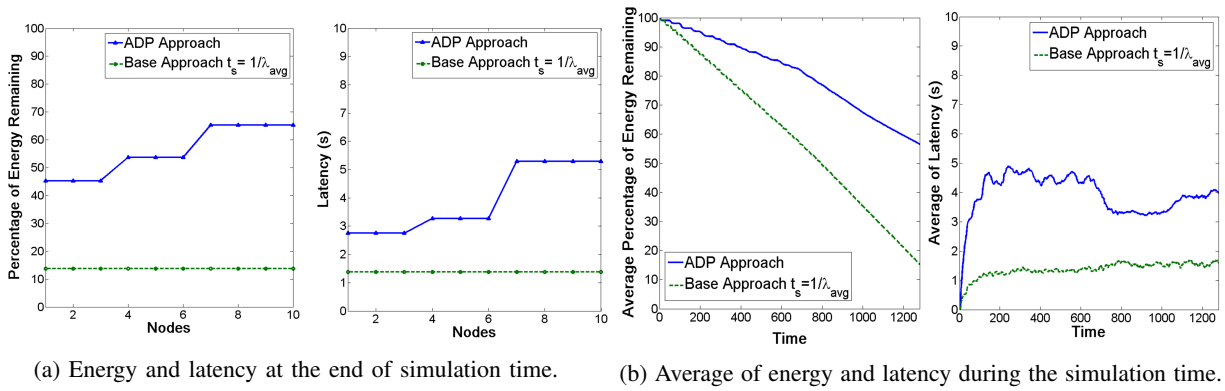 Percentage of Energy Remaining
100
90
80
70
60
50
40
30
20
10
0
ADP Approach
Base Approach t_s = 1/λ_avg
2 4 6 8 10
Nodes
Latency (s)
10
9
8
7
6
5
4
3
2
1
0
ADP Approach
Base Approach t_s = 1/λ_avg
2 4 6 8 10
Nodes
(a) Energy and latency at the end of simulation time.
Average Percentage of Energy Remaining
100
90
80
70
60
50
40
30
20
10
0
ADP Approach
Base Approach t_s=1/λ_avg
0 200 400 600 800 1000 1200
Time
Average of Latency (s)
10
9
8
7
6
5
4
3
2
1
0
ADP Approach
Base Approach t_s=1/λ_avg
0 200 400 600 800 1000 1200
Time
(b) Average of energy and latency during the simulation time.